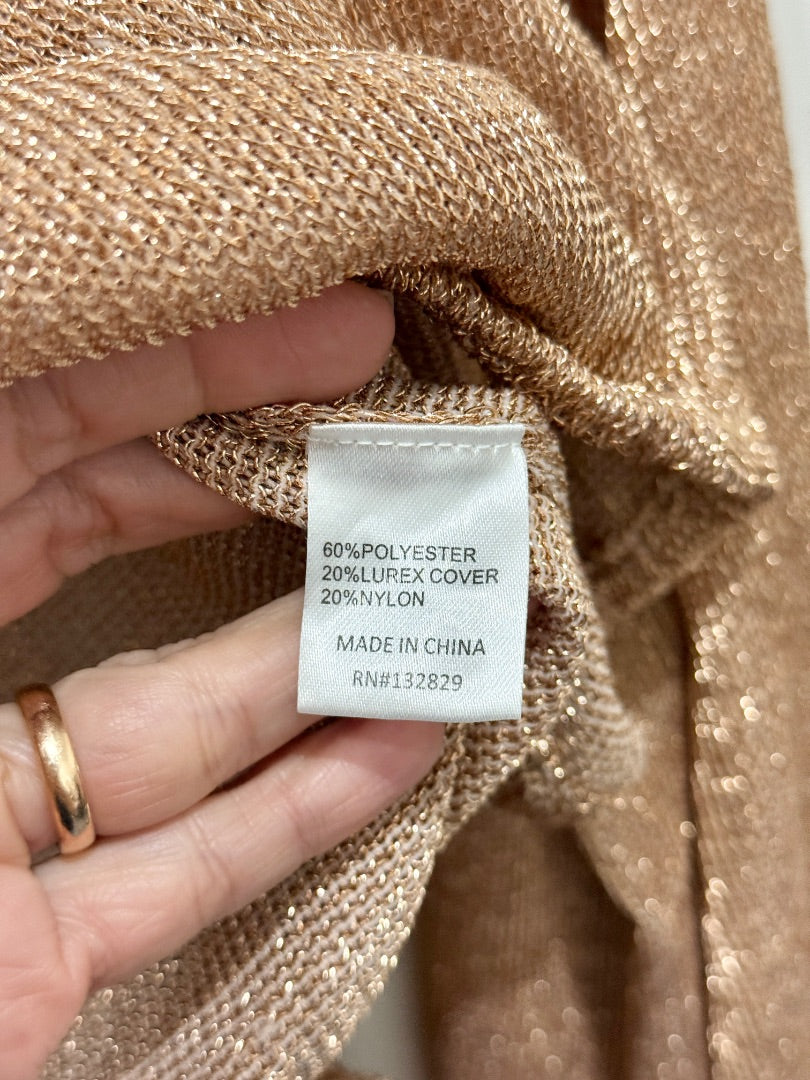 60%POLYESTER
20%LUREX COVER
20%NYLON
MADE IN CHINA
RN#132829